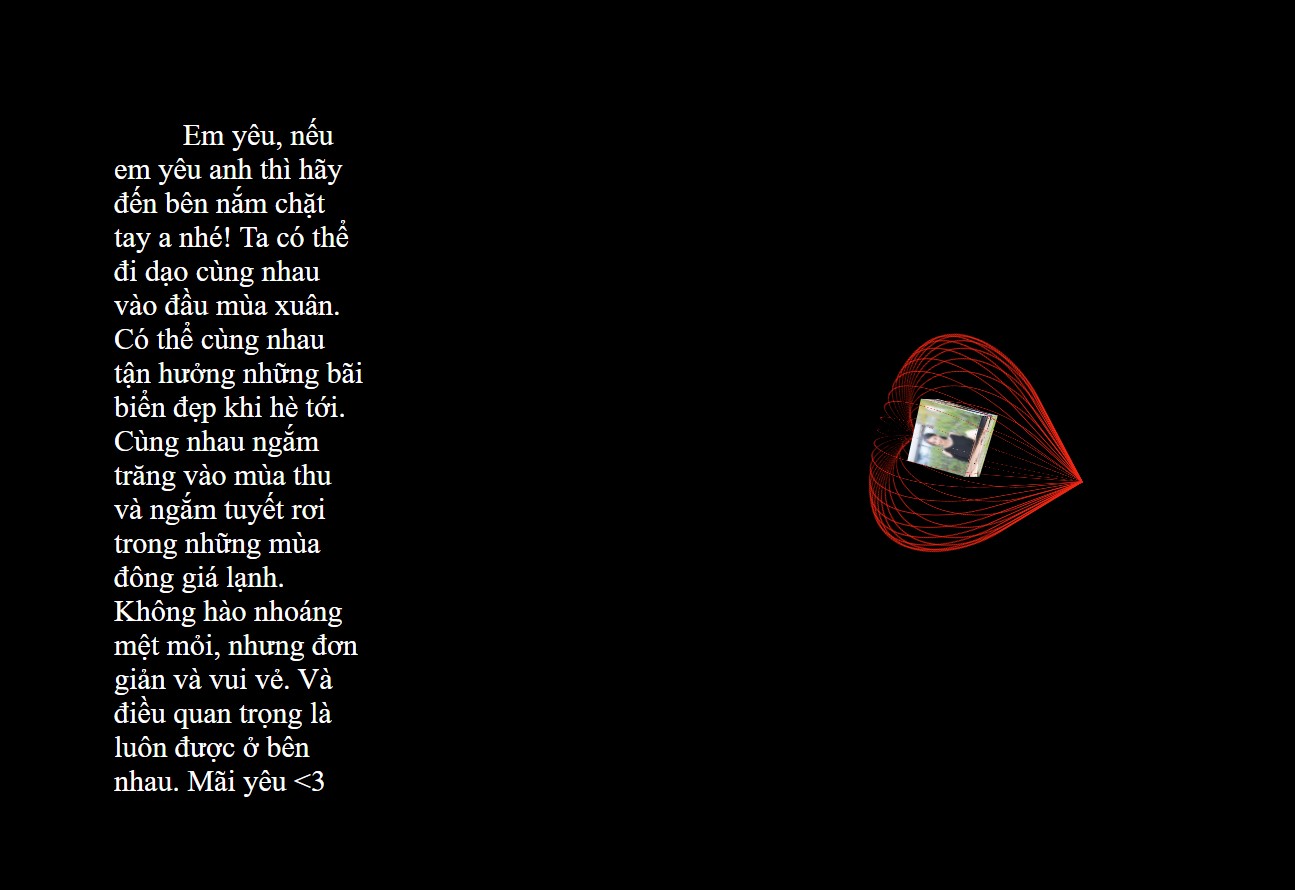 Em yêu, nếu
em yêu anh thì hãy
đến bên nắm chặt
tay a nhé! Ta có thể
đi dạo cùng nhau
vào đầu mùa xuân.
Có thể cùng nhau
tận hưởng những bãi
biển đẹp khi hè tới.
Cùng nhau ngắm
trăng vào mùa thu
và ngắm tuyết rơi
trong những mùa
đông giá lạnh.
Không hào nhoáng
mệt mỏi, nhưng đơn
giản và vui vẻ. Và
điều quan trọng là
luôn được ở bên
nhau. Mãi yêu <3